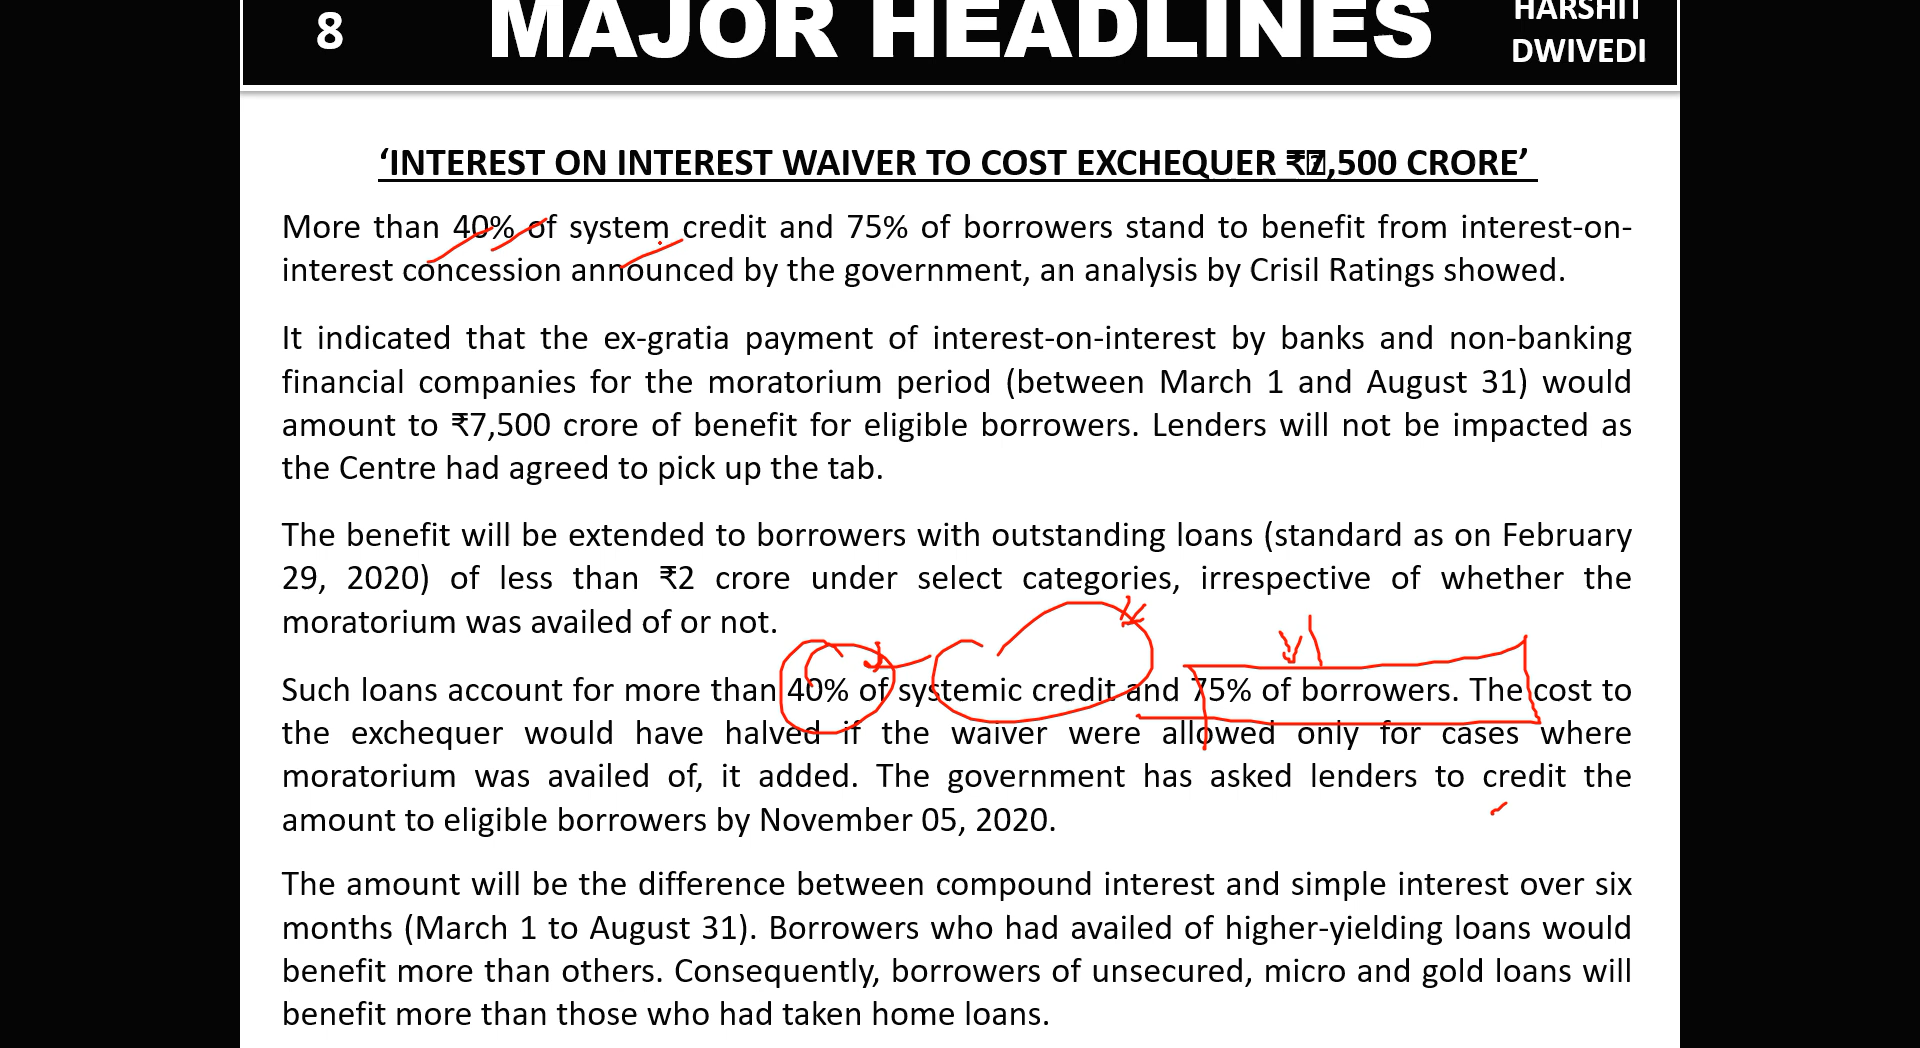 8
MAJOR HEADLINES
HARSHIT
DWIVEDI
‘INTEREST ON INTEREST WAIVER TO COST EXCHEQUER ₹7,500 CRORE’
More than 40% of system credit and 75% of borrowers stand to benefit from interest-on-
interest concession announced by the government, an analysis by Crisil Ratings showed.
It indicated that the ex-gratia payment of interest-on-interest by banks and non-banking
financial companies for the moratorium period (between March 1 and August 31) would
amount to ₹7,500 crore of benefit for eligible borrowers. Lenders will not be impacted as
the Centre had agreed to pick up the tab.
The benefit will be extended to borrowers with outstanding loans (standard as on February
29, 2020) of less than ₹2 crore under select categories, irrespective of whether the
moratorium was availed of or not.
Such loans account for more than 40% of systemic credit and 75% of borrowers. The cost to
the exchequer would have halved if the waiver were allowed only for cases where
moratorium was availed of, it added. The government has asked lenders to credit the
amount to eligible borrowers by November 05, 2020.
The amount will be the difference between compound interest and simple interest over six
months (March 1 to August 31). Borrowers who had availed of higher-yielding loans would
benefit more than others. Consequently, borrowers of unsecured, micro and gold loans will
benefit more than those who had taken home loans.